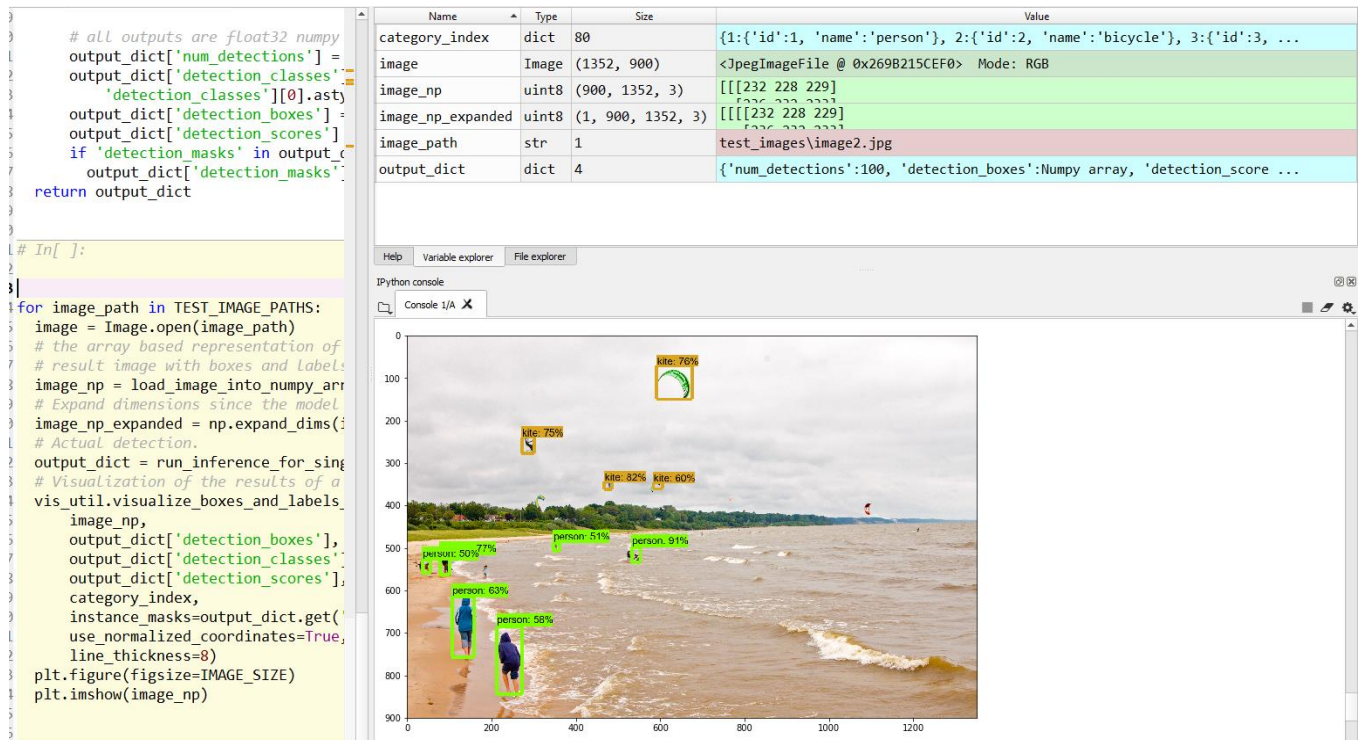 # all outputs are float32 numpy
output_dict['num_detections'] =
output_dict['detection_classes']
'detection_classes'][0].asty
output_dict['detection_boxes'] =
output_dict['detection_scores']
if 'detection_masks' in output_d
output_dict['detection_masks']
return output_dict
# In[ ]:
for image_path in TEST_IMAGE_PATHS:
image = Image.open(image_path)
# the array based representation of
# result image with boxes and labels
image_np = load_image_into_numpy_arr
# Expand dimensions since the model
image_np_expanded = np.expand_dims(i
# Actual detection.
output_dict = run_inference_for_sing
# Visualization of the results of a
vis_util.visualize_boxes_and_labels_
image_np,
output_dict['detection_boxes'],
output_dict['detection_classes']
output_dict['detection_scores'],
category_index,
instance_masks=output_dict.get('
use_normalized_coordinates=True,
line_thickness=8)
plt.figure(figsize=IMAGE_SIZE)
plt.imshow(image_np)
Name Type Size Value
category_index dict 80 {1:{'id':1, 'name':'person'}, 2:{'id':2, 'name':'bicycle'}, 3:{'id':3, ...
image Image (1352, 900) <JpegImageFile @ 0x269B215CEF0> Mode: RGB
image_np uint8 (900, 1352, 3) [[[232 228 229]
image_np_expanded uint8 (1, 900, 1352, 3) [[[[232 228 229]
image_path str 1 test_images\image2.jpg
output_dict dict 4 {'num_detections':100, 'detection_boxes':Numpy array, 'detection_score ...
Help Variable explorer File explorer
IPython console
Console 1/A
0
kite: 76%
100
200
kite: 75%
300
kite: 82% kite: 60%
400
500
person: 51% person: 91%
person: 50% 77%
600
person: 63%
person: 58%
700
800
900
0 200 400 600 800 1000 1200